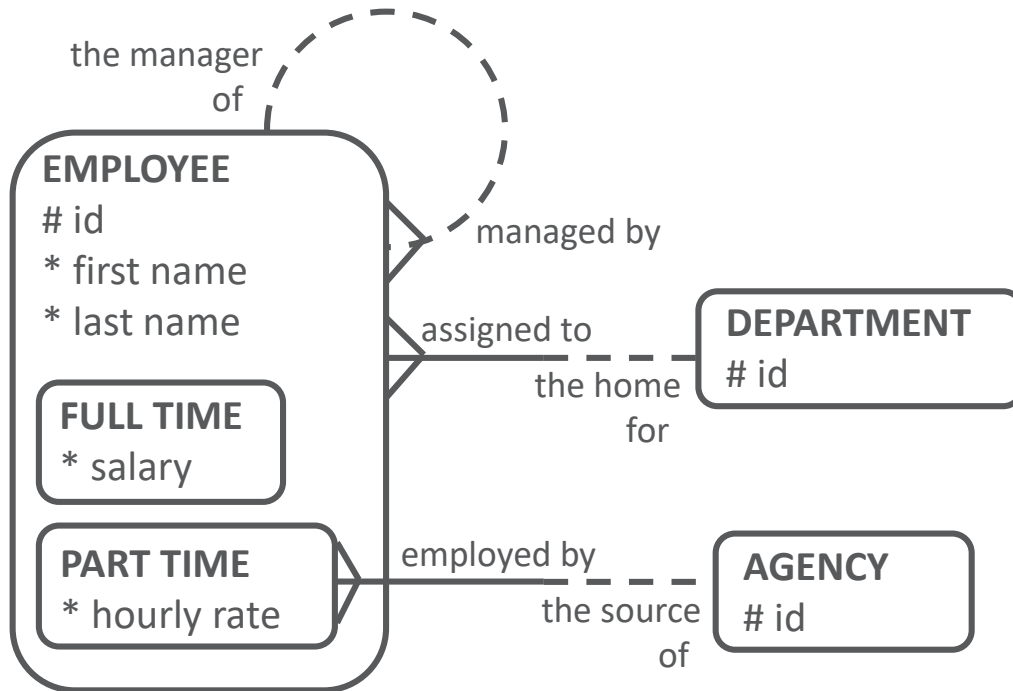 the manager
of
EMPLOYEE
# id
* first name
* last name
managed by
assigned to
the home
for
DEPARTMENT
# id
FULL TIME
* salary
PART TIME
* hourly rate
employed by
the source
of
AGENCY
# id